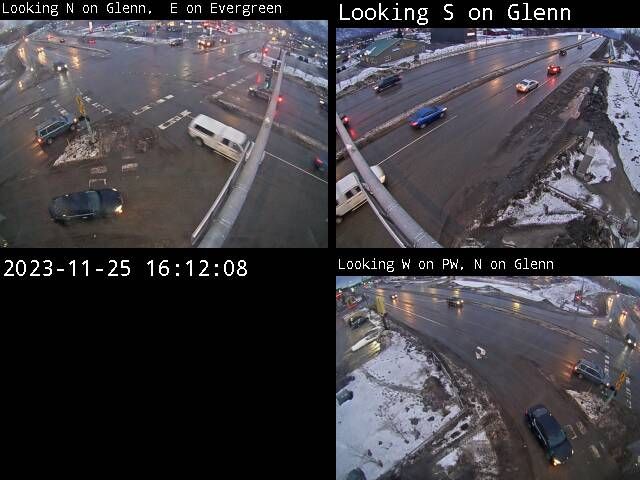 Looking N on Glenn, E on Evergreen
Looking S on Glenn
2023-11-25 16:12:08
Looking W on PW, N on Glenn